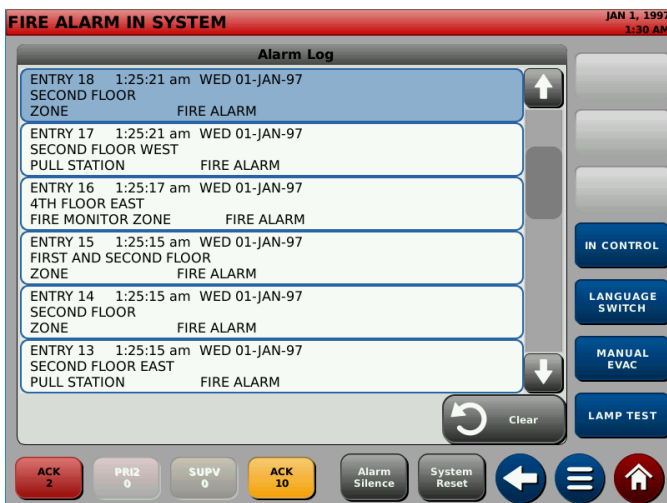 FIRE ALARM IN SYSTEM
JAN 1, 1997
1:30 AM
Alarm Log
ENTRY 18 1:25:21 am WED 01-JAN-97
SECOND FLOOR
ZONE FIRE ALARM
ENTRY 17 1:25:21 am WED 01-JAN-97
SECOND FLOOR WEST
PULL STATION FIRE ALARM
ENTRY 16 1:25:17 am WED 01-JAN-97
4TH FLOOR EAST
FIRE MONITOR ZONE FIRE ALARM
ENTRY 15 1:25:15 am WED 01-JAN-97
FIRST AND SECOND FLOOR
ZONE FIRE ALARM
ENTRY 14 1:25:15 am WED 01-JAN-97
SECOND FLOOR
ZONE FIRE ALARM
ENTRY 13 1:25:15 am WED 01-JAN-97
SECOND FLOOR EAST
PULL STATION FIRE ALARM
Clear
IN CONTROL
LANGUAGE
SWITCH
MANUAL
EVAC
LAMP TEST
ACK
2
PRI2
0
SUPV
0
ACK
10
Alarm
Silence
System
Reset